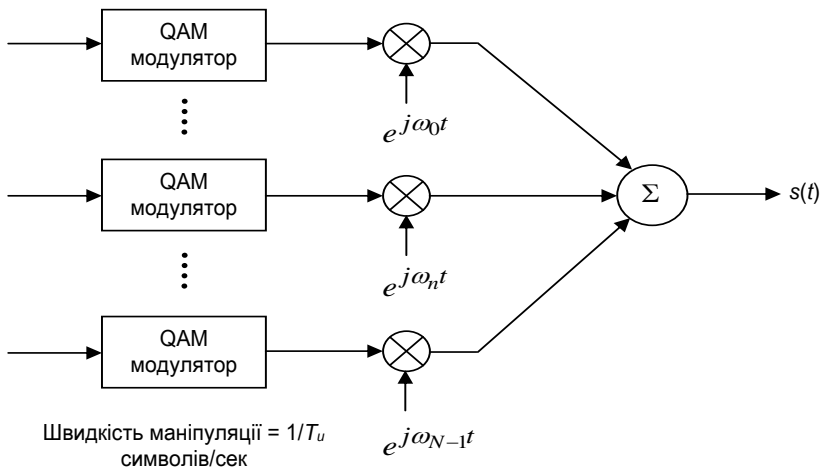 QAM
модулятор
e^{jω_0 t}
QAM
модулятор
Σ
s(t)
e^{jω_n t}
QAM
модулятор
e^{jω_{N−1} t}
Швидкість маніпуляції = 1/T_u
символів/сек